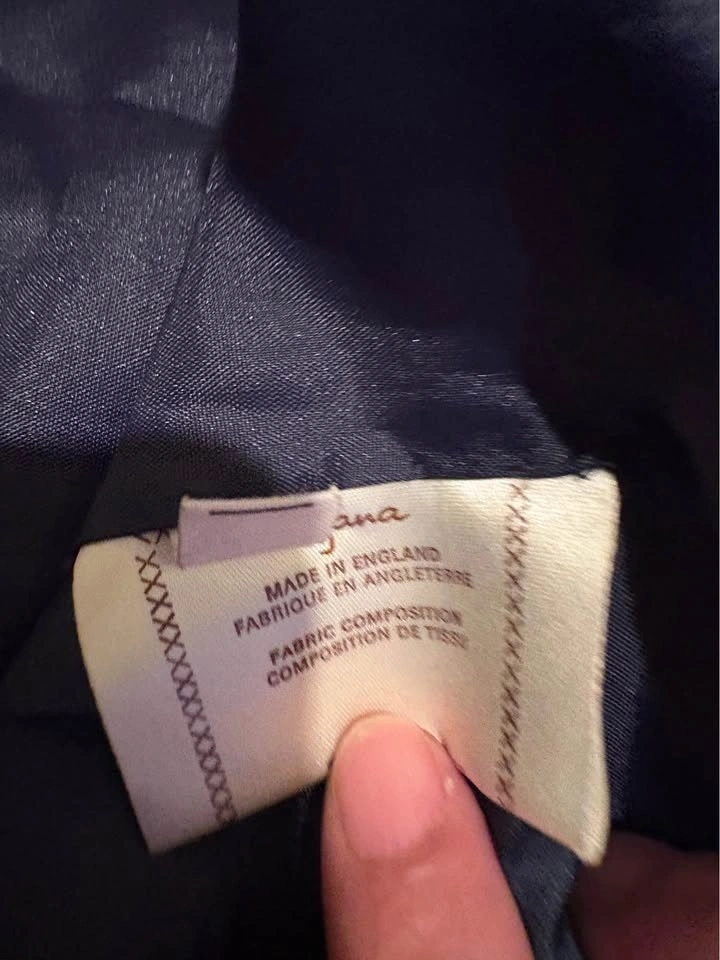 MADE IN ENGLAND
FABRIQUE EN ANGLETERRE
FABRIC COMPOSITION
COMPOSITION DE TISSU